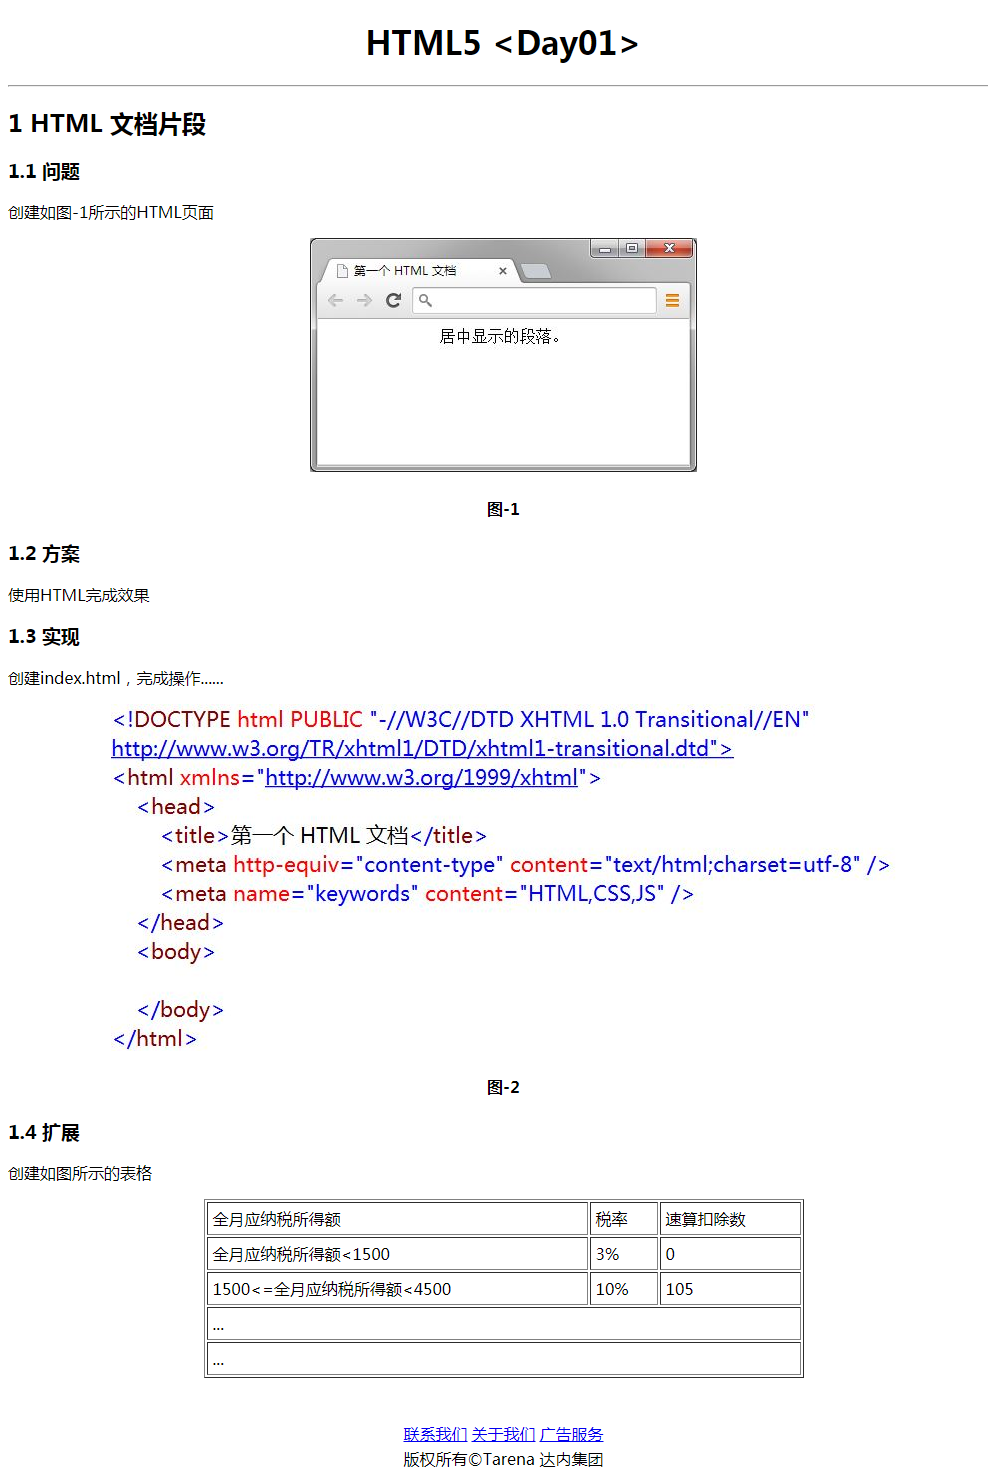 HTML5 <Day01>
1 HTML 文档片段
1.1 问题
创建如图-1所示的HTML页面
第一个 HTML 文档
居中显示的段落。
图-1
1.2 方案
使用HTML完成效果
1.3 实现
创建index.html，完成操作......
<!DOCTYPE html PUBLIC "-//W3C//DTD XHTML 1.0 Transitional//EN"
http://www.w3.org/TR/xhtml1/DTD/xhtml1-transitional.dtd">
<html xmlns="http://www.w3.org/1999/xhtml">
<head>
<title>第一个 HTML 文档</title>
<meta http-equiv="content-type" content="text/html;charset=utf-8" />
<meta name="keywords" content="HTML,CSS,JS" />
</head>
<body>
</body>
</html>
图-2
1.4 扩展
创建如图所示的表格
全月应纳税所得额 税率 速算扣除数
全月应纳税所得额<1500 3% 0
1500<=全月应纳税所得额<4500 10% 105
...
...
联系我们 关于我们 广告服务
版权所有©Tarena 达内集团